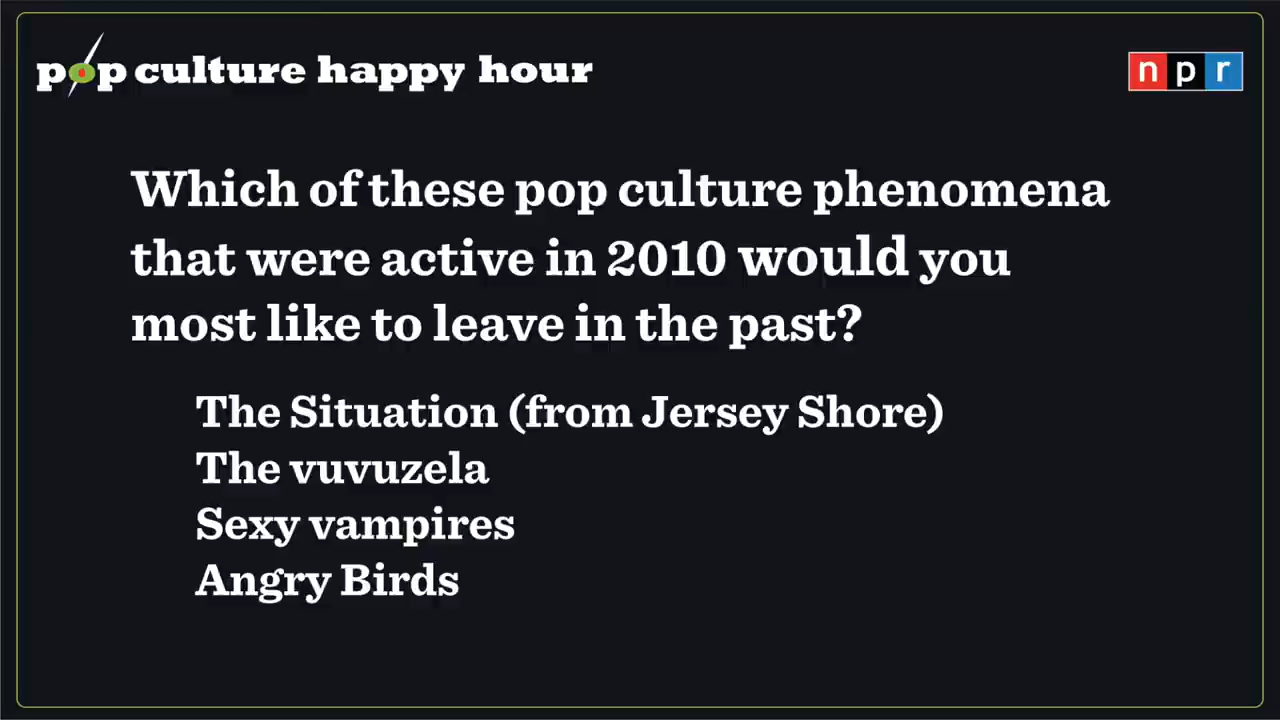 pop culture happy hour
npr
Which of these pop culture phenomena
that were active in 2010 would you
most like to leave in the past?
The Situation (from Jersey Shore)
The vuvuzela
Sexy vampires
Angry Birds